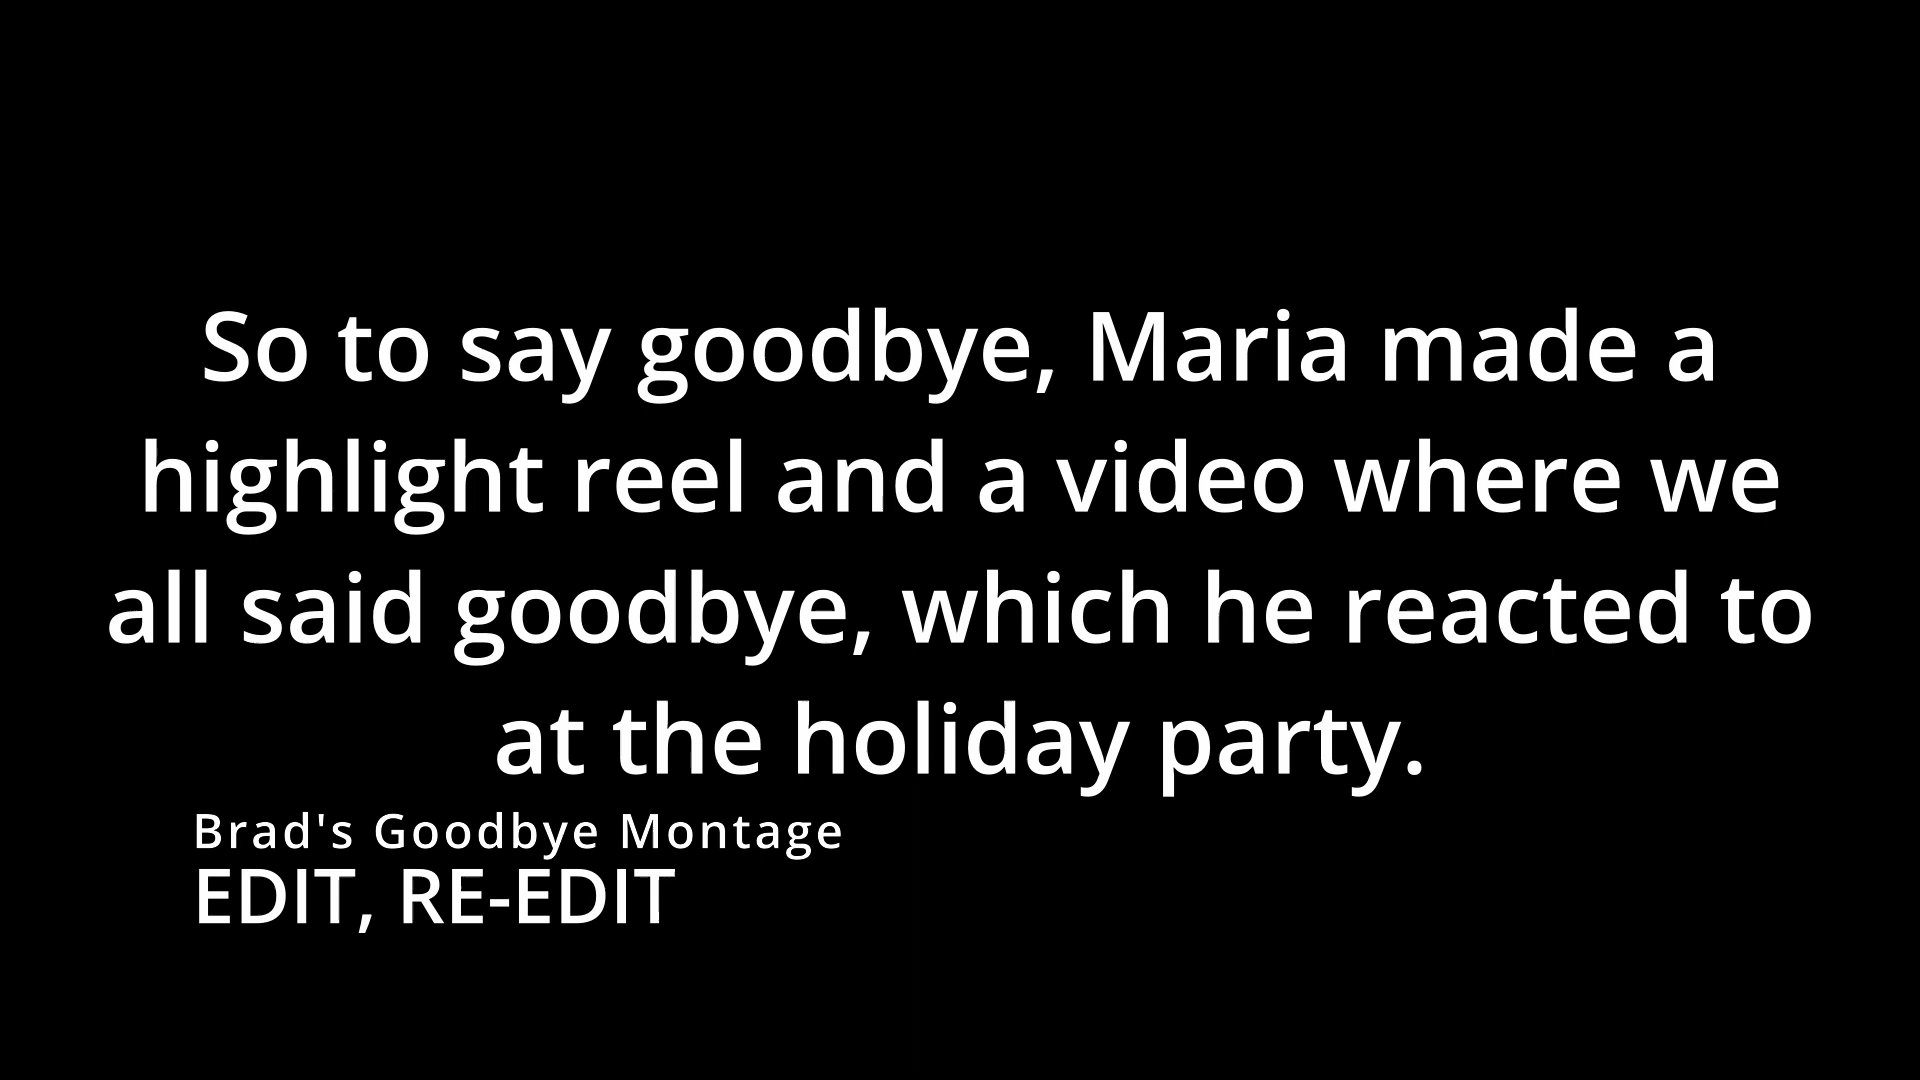 So to say goodbye, Maria made a
highlight reel and a video where we
all said goodbye, which he reacted to
at the holiday party.
Brad's Goodbye Montage
EDIT, RE-EDIT